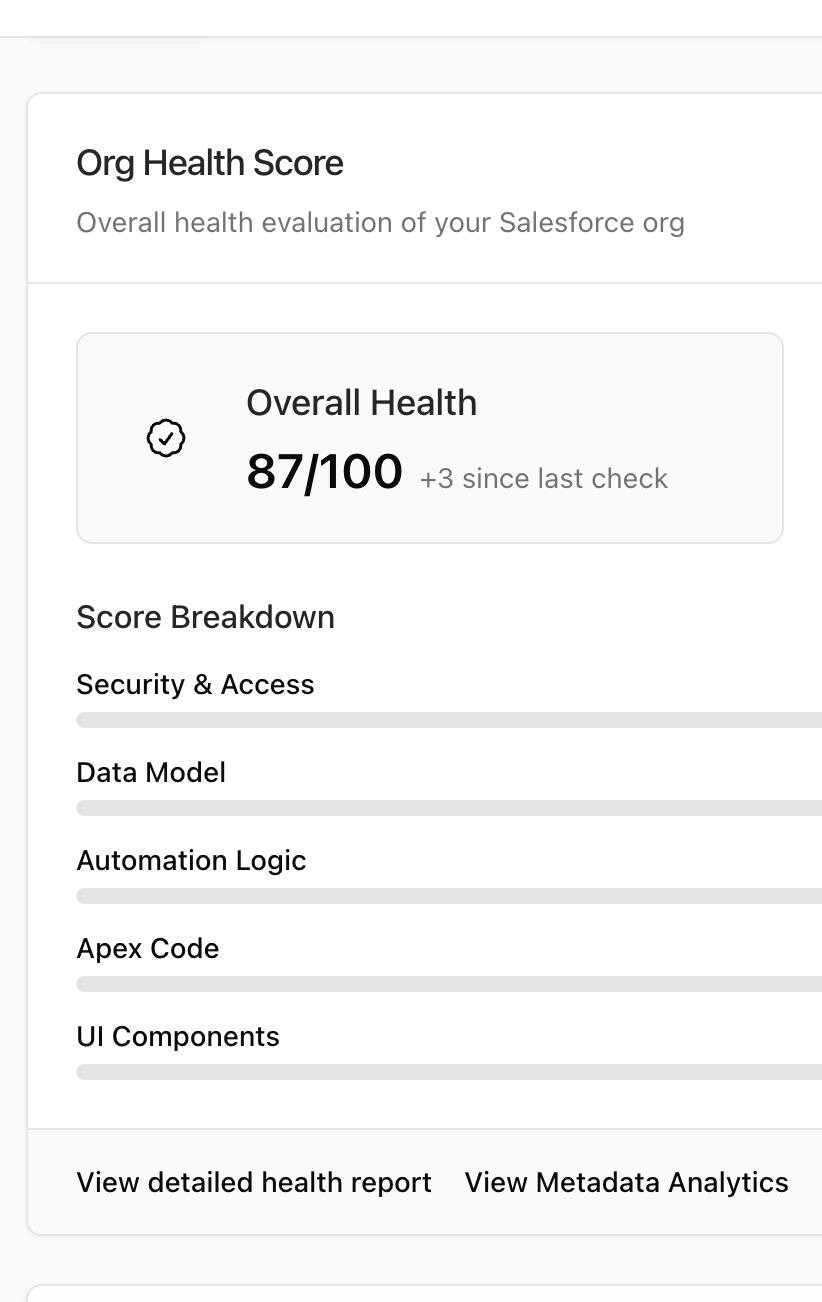 Org Health Score
Overall health evaluation of your Salesforce org
Overall Health
87/100 +3 since last check
Score Breakdown
Security & Access
Data Model
Automation Logic
Apex Code
UI Components
View detailed health report View Metadata Analytics